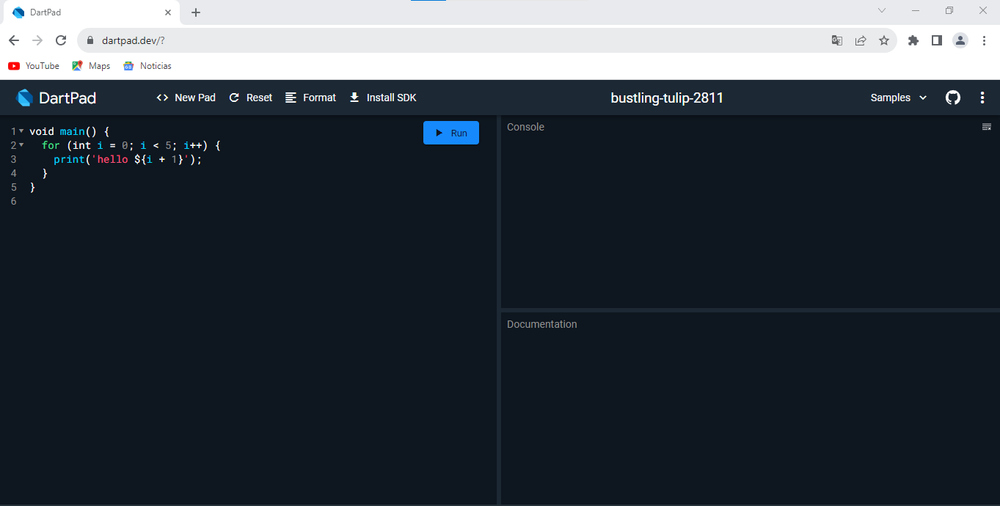 DartPad
dartpad.dev/?
YouTube Maps Noticias
DartPad <> New Pad Reset Format Install SDK bustling-tulip-2811 Samples
1 void main() {
2 for (int i = 0; i < 5; i++) {
3 print('hello ${i + 1}');
4 }
5 }
6
Run
Console
Documentation